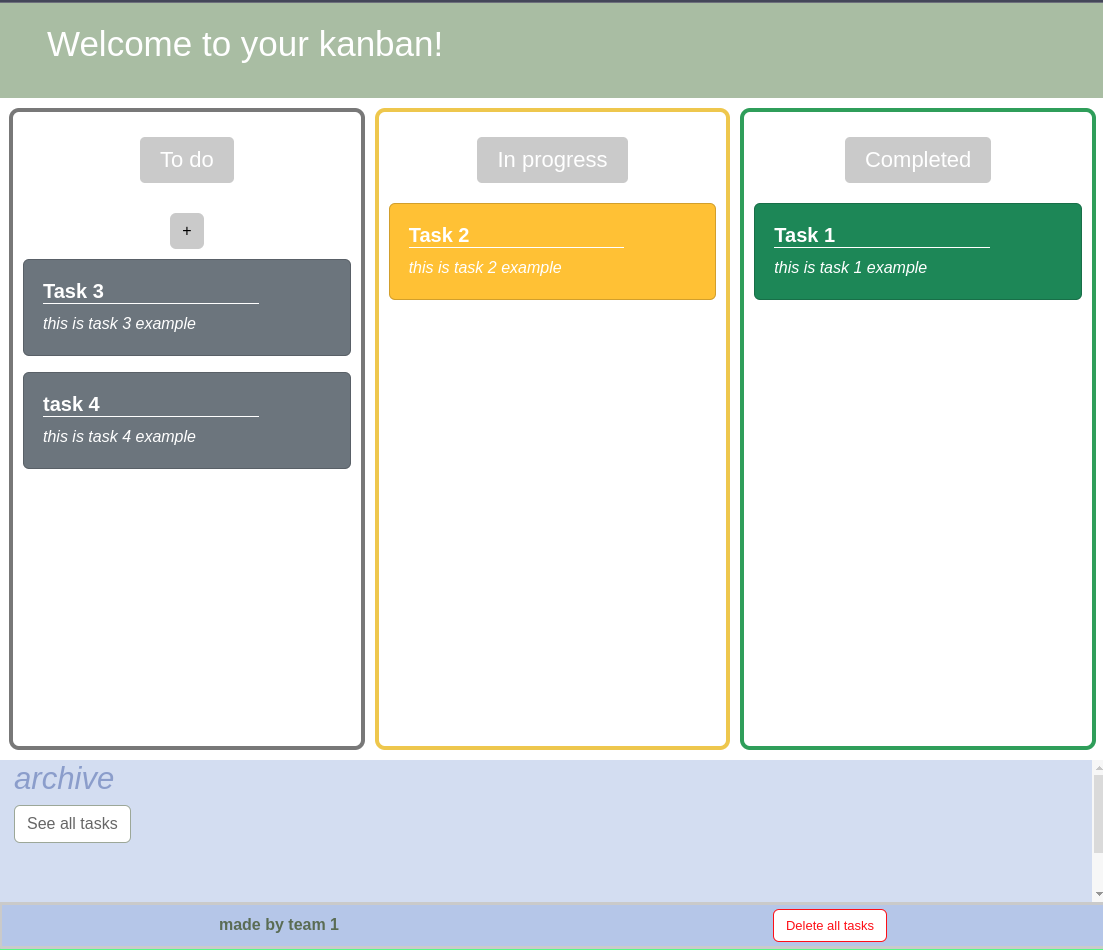 Welcome to your kanban!
To do
+
Task 3
this is task 3 example
task 4
this is task 4 example
In progress
Task 2
this is task 2 example
Completed
Task 1
this is task 1 example
archive
See all tasks
made by team 1
Delete all tasks